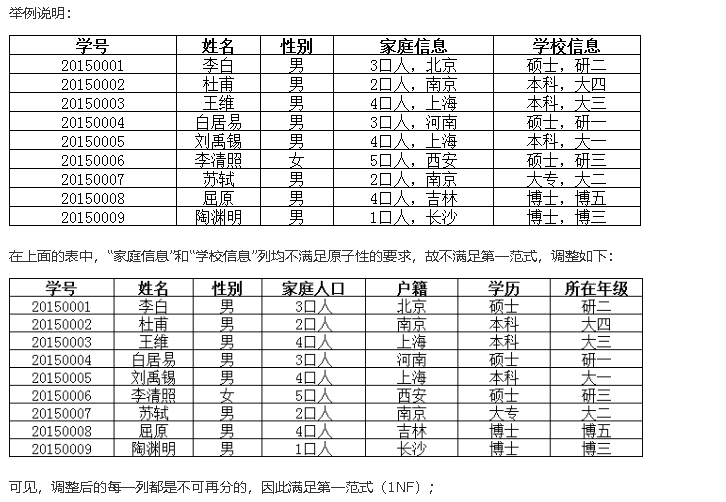 举例说明：
学号 姓名 性别 家庭信息 学校信息
20150001 李白 男 3口人，北京 硕士，研二
20150002 杜甫 男 2口人，南京 本科，大四
20150003 王维 男 4口人，上海 本科，大三
20150004 白居易 男 3口人，河南 硕士，研一
20150005 刘禹锡 男 4口人，上海 本科，大一
20150006 李清照 女 5口人，西安 硕士，研三
20150007 苏轼 男 2口人，南京 大专，大二
20150008 屈原 男 4口人，吉林 博士，博五
20150009 陶渊明 男 1口人，长沙 博士，博三
在上面的表中，“家庭信息”和“学校信息”列均不满足原子性的要求，故不满足第一范式，调整如下：
学号 姓名 性别 家庭人口 户籍 学历 所在年级
20150001 李白 男 3口人 北京 硕士 研二
20150002 杜甫 男 2口人 南京 本科 大四
20150003 王维 男 4口人 上海 本科 大三
20150004 白居易 男 3口人 河南 硕士 研一
20150005 刘禹锡 男 4口人 上海 本科 大一
20150006 李清照 女 5口人 西安 硕士 研三
20150007 苏轼 男 2口人 南京 大专 大二
20150008 屈原 男 4口人 吉林 博士 博五
20150009 陶渊明 男 1口人 长沙 博士 博三
可见，调整后的每一列都是不可再分的，因此满足第一范式（1NF）；